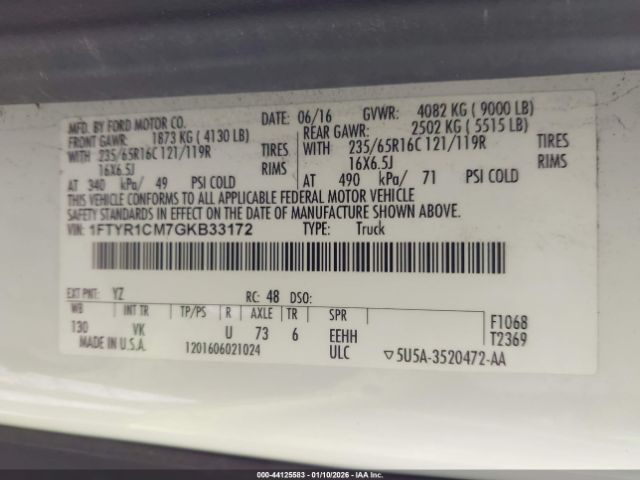 MFD. BY FORD MOTOR CO.
DATE: 06/16 GVWR: 4082 KG ( 9000 LB)
FRONT GAWR: 1873 KG ( 4130 LB)
REAR GAWR: 2502 KG ( 5515 LB)
WITH 235/65R16C 121/119R TIRES
WITH 235/65R16C 121/119R TIRES
16X6.5J RIMS
16X6.5J RIMS
AT 340 kPa/ 49 PSI COLD
AT 490 kPa/ 71 PSI COLD
THIS VEHICLE CONFORMS TO ALL APPLICABLE FEDERAL MOTOR VEHICLE
SAFETY STANDARDS IN EFFECT ON THE DATE OF MANUFACTURE SHOWN ABOVE.
VIN: 1FTYR1CM7GKB33172 TYPE: Truck
EXT PNT: YZ RC: 48 DSO:
WB INT TR TP/PS R AXLE TR SPR
130 VK U 73 6 EEHH
F1068
T2369
MADE IN U.S.A. 1201606021024 ULC ▽5U5A-3520472-AA
000-44125583 - 01/10/2026 - IAAI.com